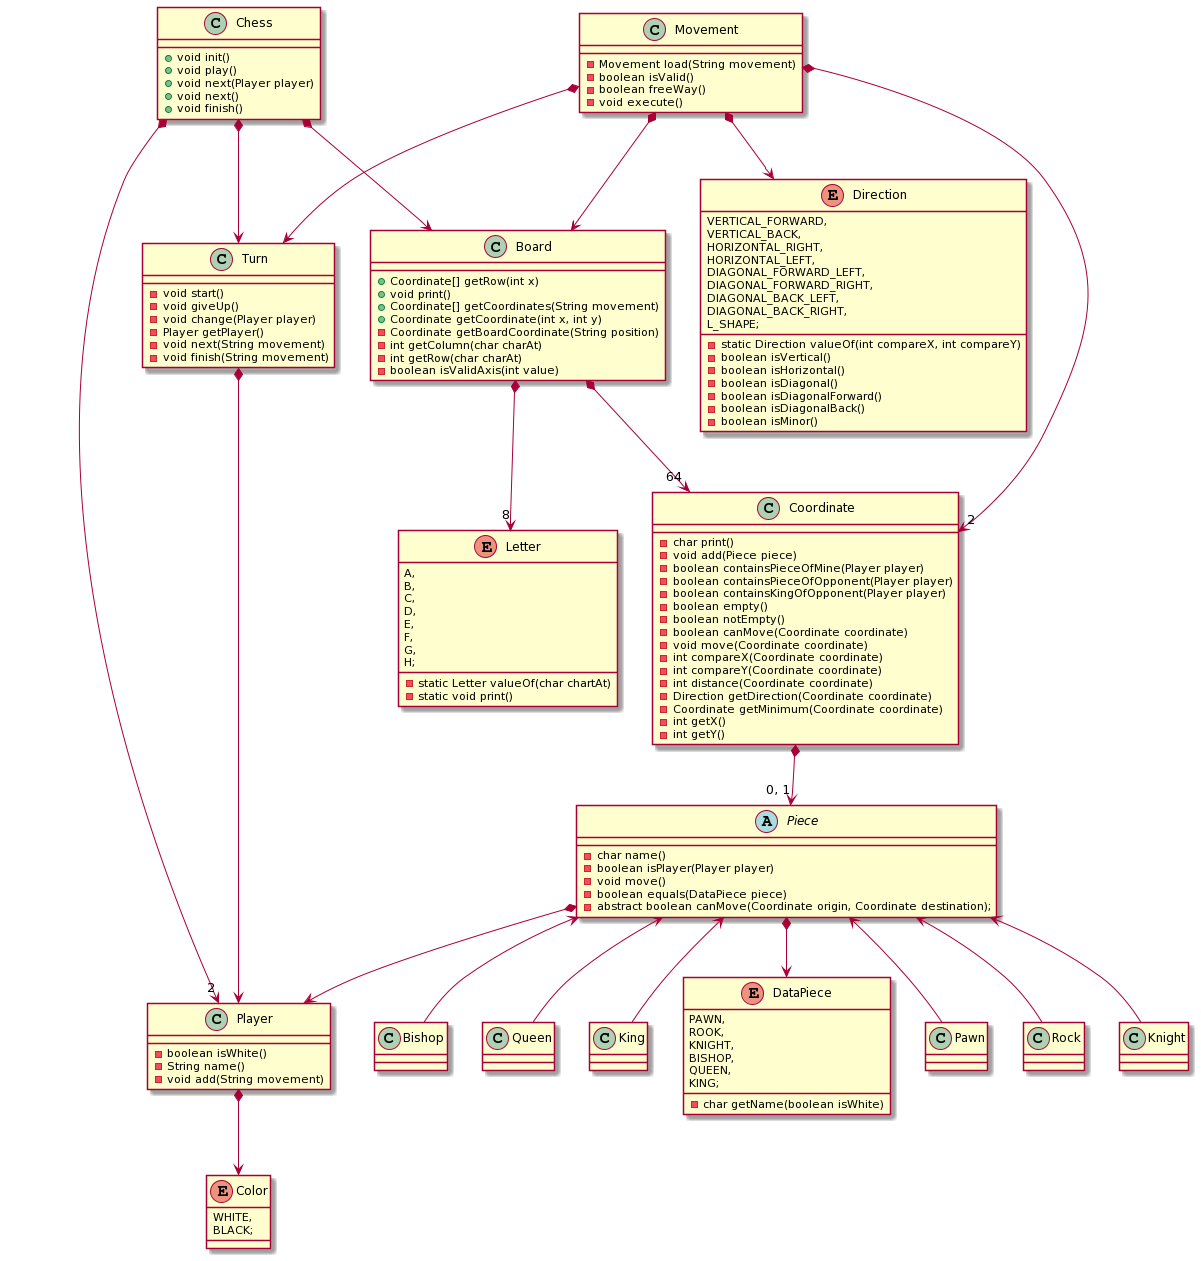 C Chess
void init()
void play()
void next(Player player)
void next()
void finish()
C Movement
Movement load(String movement)
boolean isValid()
boolean freeWay()
void execute()
E Direction
VERTICAL_FORWARD,
VERTICAL_BACK,
HORIZONTAL_RIGHT,
HORIZONTAL_LEFT,
DIAGONAL_FORWARD_LEFT,
DIAGONAL_FORWARD_RIGHT,
DIAGONAL_BACK_LEFT,
DIAGONAL_BACK_RIGHT,
L_SHAPE;
static Direction valueOf(int compareX, int compareY)
boolean isVertical()
boolean isHorizontal()
boolean isDiagonal()
boolean isDiagonalForward()
boolean isDiagonalBack()
boolean isMinor()
C Turn
void start()
void giveUp()
void change(Player player)
Player getPlayer()
void next(String movement)
void finish(String movement)
C Board
Coordinate[] getRow(int x)
void print()
Coordinate[] getCoordinates(String movement)
Coordinate getCoordinate(int x, int y)
Coordinate getBoardCoordinate(String position)
int getColumn(char charAt)
int getRow(char charAt)
boolean isValidAxis(int value)
64
8
2
E Letter
A,
B,
C,
D,
E,
F,
G,
H;
static Letter valueOf(char chartAt)
static void print()
C Coordinate
char print()
void add(Piece piece)
boolean containsPieceOfMine(Player player)
boolean containsPieceOfOpponent(Player player)
boolean containsKingOfOpponent(Player player)
boolean empty()
boolean notEmpty()
boolean canMove(Coordinate coordinate)
void move(Coordinate coordinate)
int compareX(Coordinate coordinate)
int compareY(Coordinate coordinate)
int distance(Coordinate coordinate)
Direction getDirection(Coordinate coordinate)
Coordinate getMinimum(Coordinate coordinate)
int getX()
int getY()
0, 1
A Piece
char name()
boolean isPlayer(Player player)
void move()
boolean equals(DataPiece piece)
abstract boolean canMove(Coordinate origin, Coordinate destination);
2
C Player
boolean isWhite()
String name()
void add(String movement)
C Bishop
C Queen
C King
E DataPiece
PAWN,
ROOK,
KNIGHT,
BISHOP,
QUEEN,
KING;
char getName(boolean isWhite)
C Pawn
C Rock
C Knight
E Color
WHITE,
BLACK;